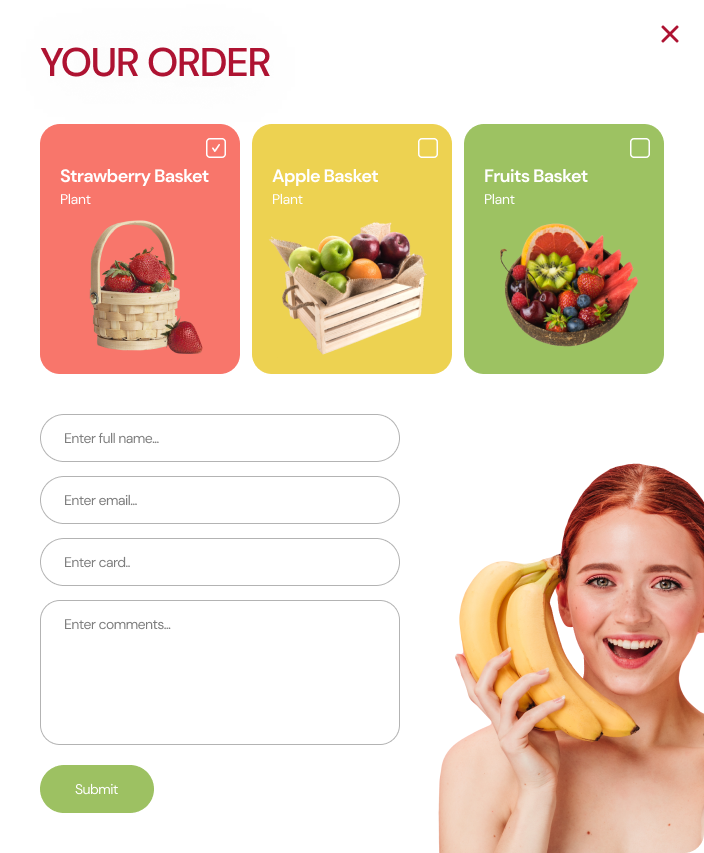 YOUR ORDER
Strawberry Basket
Plant
Apple Basket
Plant
Fruits Basket
Plant
Enter full name...
Enter email...
Enter card..
Enter comments...
Submit